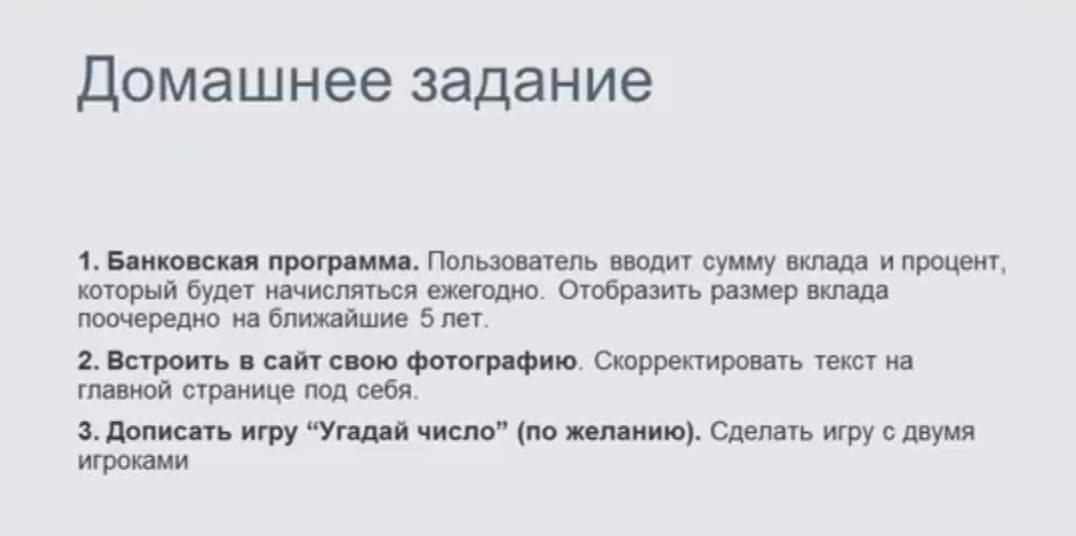 Домашнее задание
1. Банковская программа. Пользователь вводит сумму вклада и процент,
который будет начисляться ежегодно. Отобразить размер вклада
поочередно на ближайшие 5 лет.
2. Встроить в сайт свою фотографию. Скорректировать текст на
главной странице под себя.
3. Дописать игру “Угадай число” (по желанию). Сделать игру с двумя
игроками